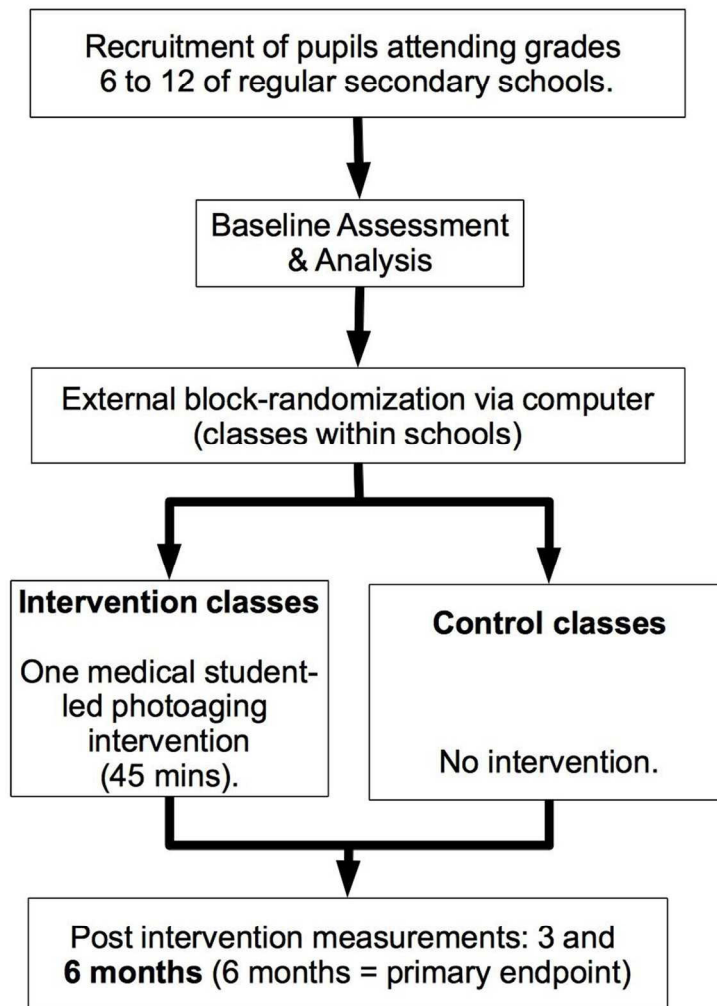 Recruitment of pupils attending grades
6 to 12 of regular secondary schools.
Baseline Assessment
& Analysis
External block-randomization via computer
(classes within schools)
Intervention classes
One medical student-
led photoaging
intervention
(45 mins).
Control classes
No intervention.
Post intervention measurements: 3 and
6 months (6 months = primary endpoint)